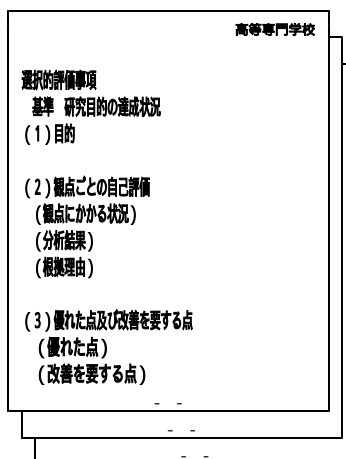 高等専門学校
選択的評価事項
基準　研究目的の達成状況
(1)目的
(2)観点ごとの自己評価
(観点にかかる状況)
(分析結果)
(根拠理由)
(3)優れた点及び改善を要する点
(優れた点)
(改善を要する点)
- -
- -
- -